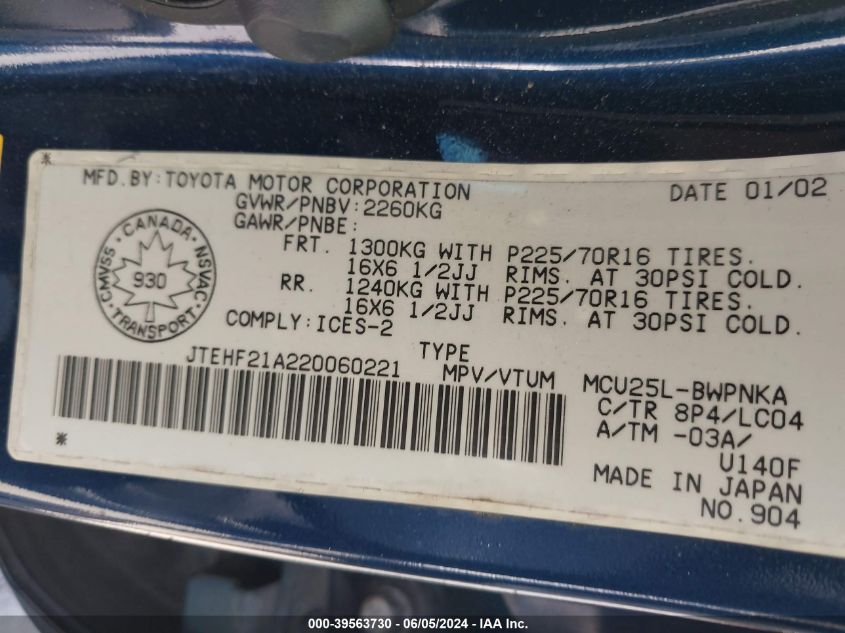 *
MFD.BY:TOYOTA MOTOR CORPORATION DATE 01/02
GVWR/PNBV:2260KG
GAWR/PNBE:
FRT. 1300KG WITH P225/70R16 TIRES.
16X6 1/2JJ RIMS. AT 30PSI COLD.
RR. 1240KG WITH P225/70R16 TIRES.
16X6 1/2JJ RIMS. AT 30PSI COLD.
COMPLY:ICES-2
CANADA
CMVSS 930 NSVAC
TRANSPORT
JTEHF21A220060221 TYPE
MPV/VTUM MCU25L-BWPNKA
C/TR 8P4/LC04
A/TM -03A/
U140F
MADE IN JAPAN
NO.904
*
000-39563730 - 06/05/2024 - IAA Inc.